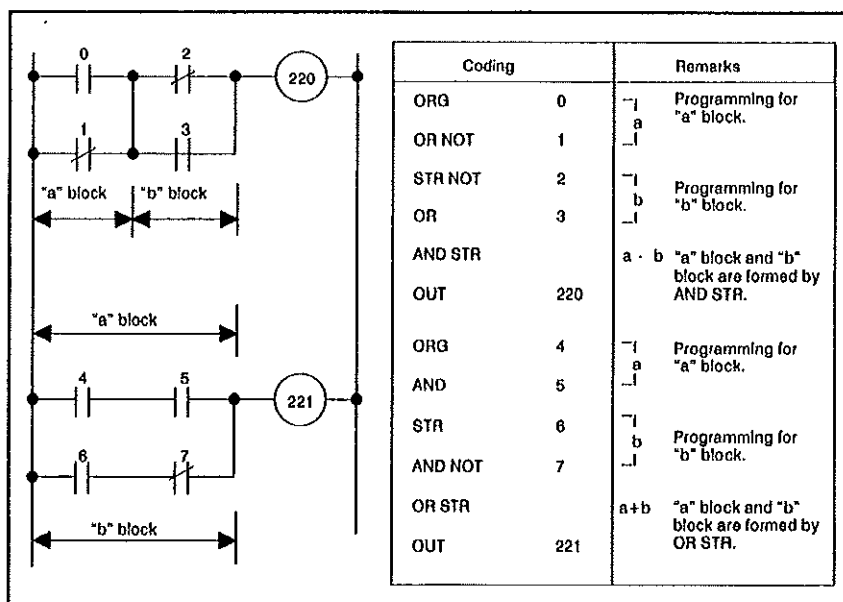 0 2
220
1 3
"a" block "b" block
"a" block
4 5
221
6 7
"b" block
Coding Remarks
ORG 0 Programming for
a "a" block.
OR NOT 1
STR NOT 2
Programming for
b "b" block.
OR 3
AND STR a · b "a" block and "b"
block are formed by
AND STR.
OUT 220
ORG 4 Programming for
a "a" block.
AND 5
STR 6
b Programming for
"b" block.
AND NOT 7
OR STR a+b "a" block and "b"
block are formed by
OR STR.
OUT 221